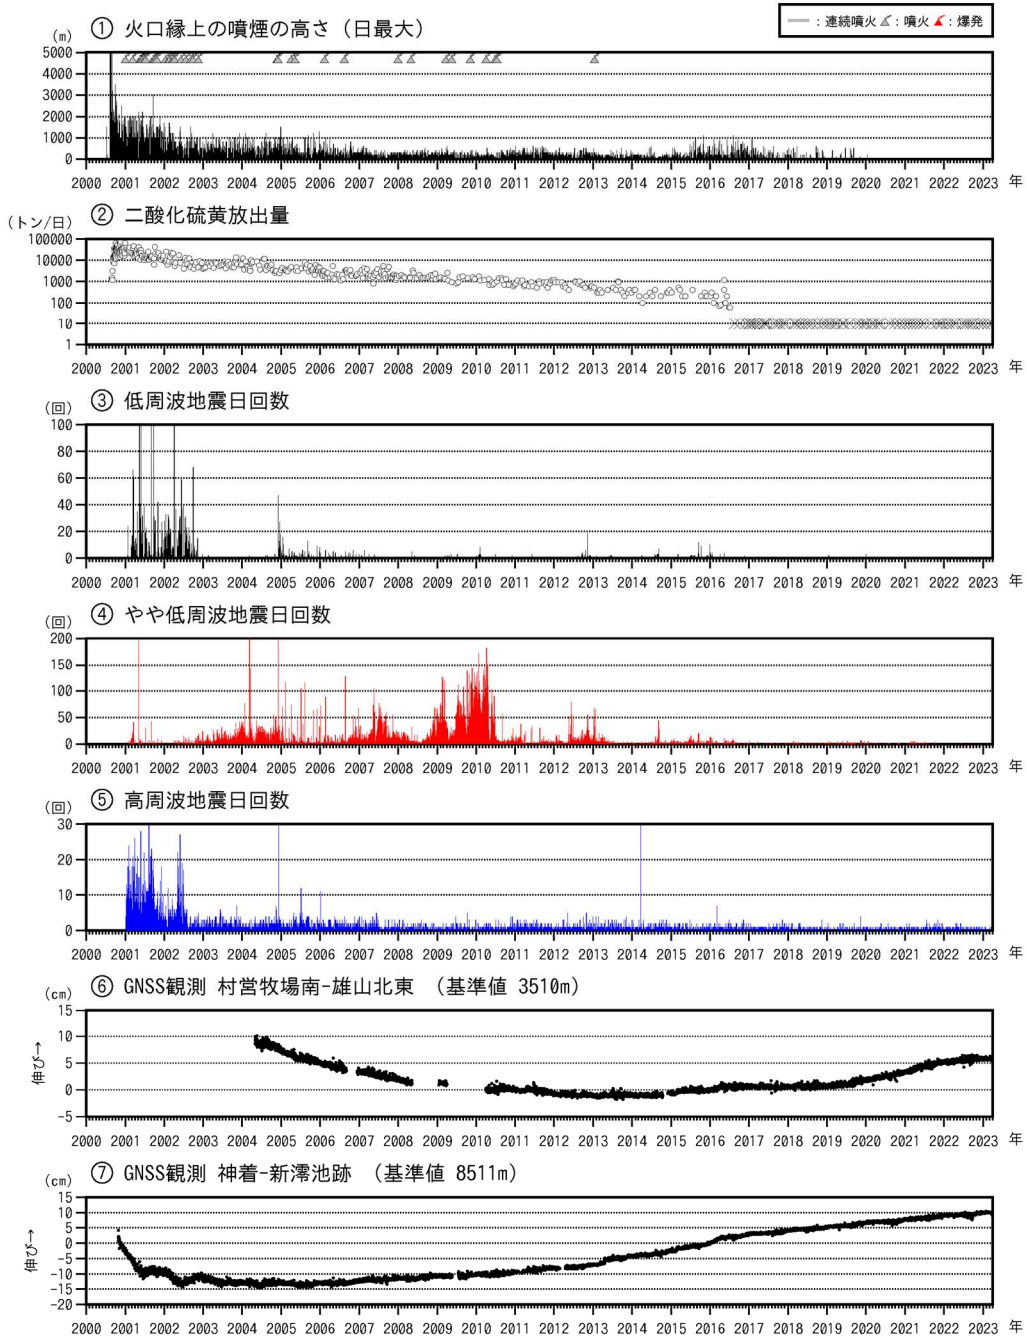 ① 火口縁上の噴煙の高さ（日最大）
：連続噴火 ：噴火 ：爆発
(m)
5000
4000
3000
2000
1000
0
2000 2001 2002 2003 2004 2005 2006 2007 2008 2009 2010 2011 2012 2013 2014 2015 2016 2017 2018 2019 2020 2021 2022 2023 年
② 二酸化硫黄放出量
(トン/日)
100000
10000
1000
100
10
1
2000 2001 2002 2003 2004 2005 2006 2007 2008 2009 2010 2011 2012 2013 2014 2015 2016 2017 2018 2019 2020 2021 2022 2023 年
③ 低周波地震日回数
(回)
100
80
60
40
20
0
2000 2001 2002 2003 2004 2005 2006 2007 2008 2009 2010 2011 2012 2013 2014 2015 2016 2017 2018 2019 2020 2021 2022 2023 年
④ やや低周波地震日回数
(回)
200
150
100
50
0
2000 2001 2002 2003 2004 2005 2006 2007 2008 2009 2010 2011 2012 2013 2014 2015 2016 2017 2018 2019 2020 2021 2022 2023 年
⑤ 高周波地震日回数
(回)
30
20
10
0
2000 2001 2002 2003 2004 2005 2006 2007 2008 2009 2010 2011 2012 2013 2014 2015 2016 2017 2018 2019 2020 2021 2022 2023 年
⑥ GNSS観測 村営牧場南-雄山北東 （基準値 3510m）
(cm)
15
10
5
0
-5
伸び→
2000 2001 2002 2003 2004 2005 2006 2007 2008 2009 2010 2011 2012 2013 2014 2015 2016 2017 2018 2019 2020 2021 2022 2023 年
⑦ GNSS観測 神着-新澪池跡 （基準値 8511m）
(cm)
15
10
5
0
-5
-10
-15
-20
伸び→
2000 2001 2002 2003 2004 2005 2006 2007 2008 2009 2010 2011 2012 2013 2014 2015 2016 2017 2018 2019 2020 2021 2022 2023 年